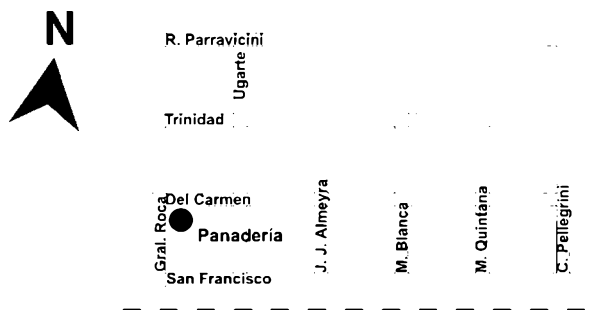 N
R. Parravicini
Ugarte
Trinidad
Del Carmen
Gral. Roca
Panadería
J. J. Almeyra
M. Blanca
M. Quintana
C. Pellegrini
San Francisco